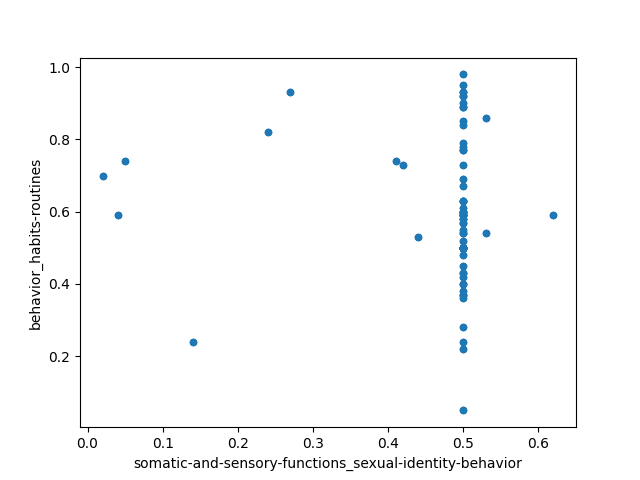 1.0
0.8
0.6
0.4
0.2
behavior_habits-routines
0.0 0.1 0.2 0.3 0.4 0.5 0.6
somatic-and-sensory-functions_sexual-identity-behavior